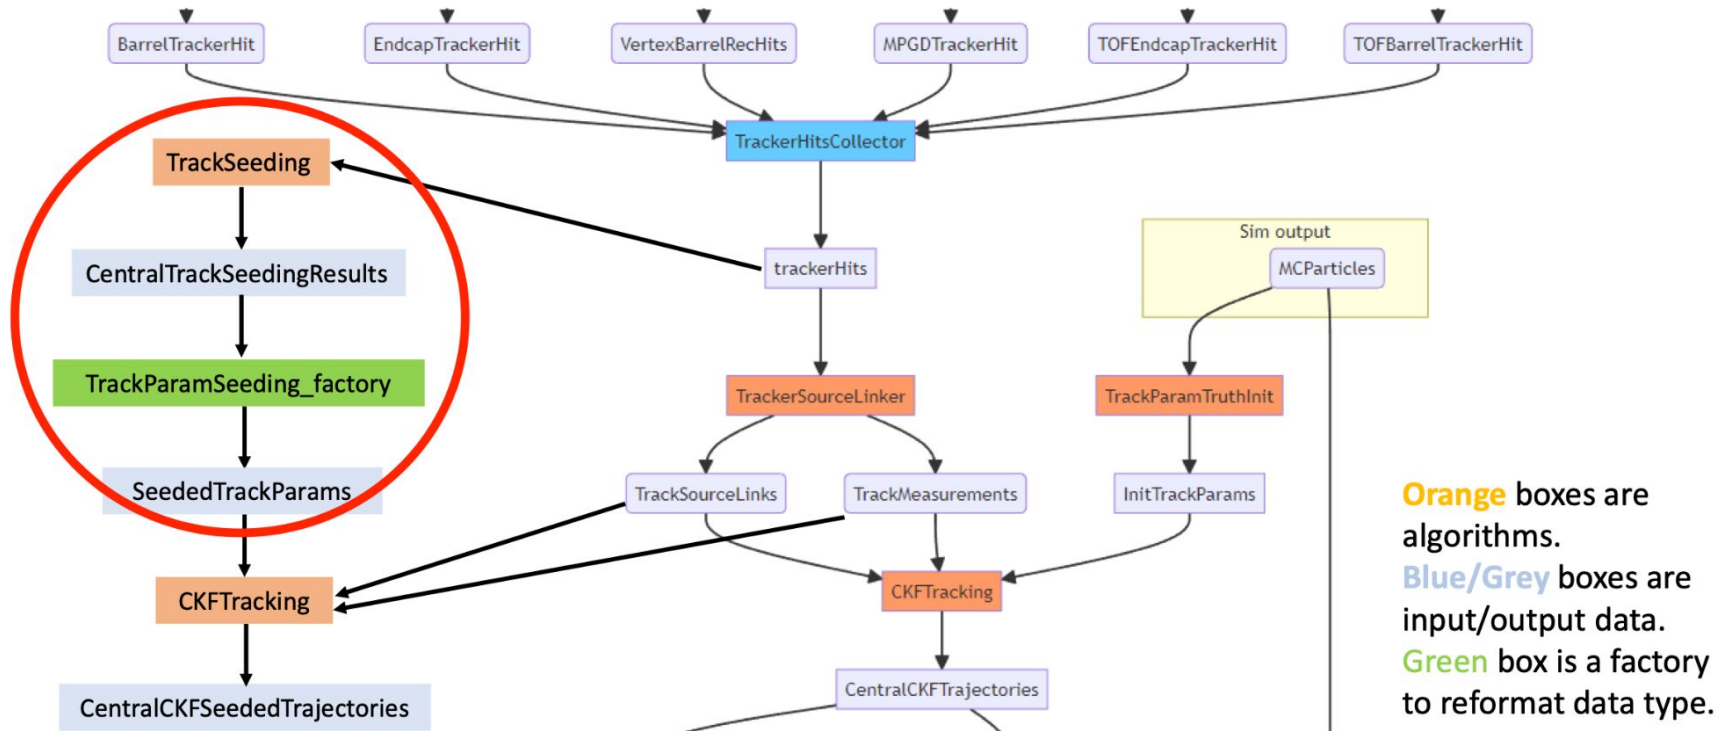 BarrelTrackerHit
EndcapTrackerHit
VertexBarrelRecHits
MPGDTrackerHit
TOFEndcapTrackerHit
TOFBarrelTrackerHit
TrackerHitsCollector
TrackSeeding
Sim output
CentralTrackSeedingResults
trackerHits
MCParticles
TrackParamSeeding_factory
TrackerSourceLinker
TrackParamTruthInit
SeededTrackParams
TrackSourceLinks
TrackMeasurements
InitTrackParams
CKFTracking
CKFTracking
CentralCKFSeededTrajectories
CentralCKFTrajectories
Orange boxes are
algorithms.
Blue/Grey boxes are
input/output data.
Green box is a factory
to reformat data type.